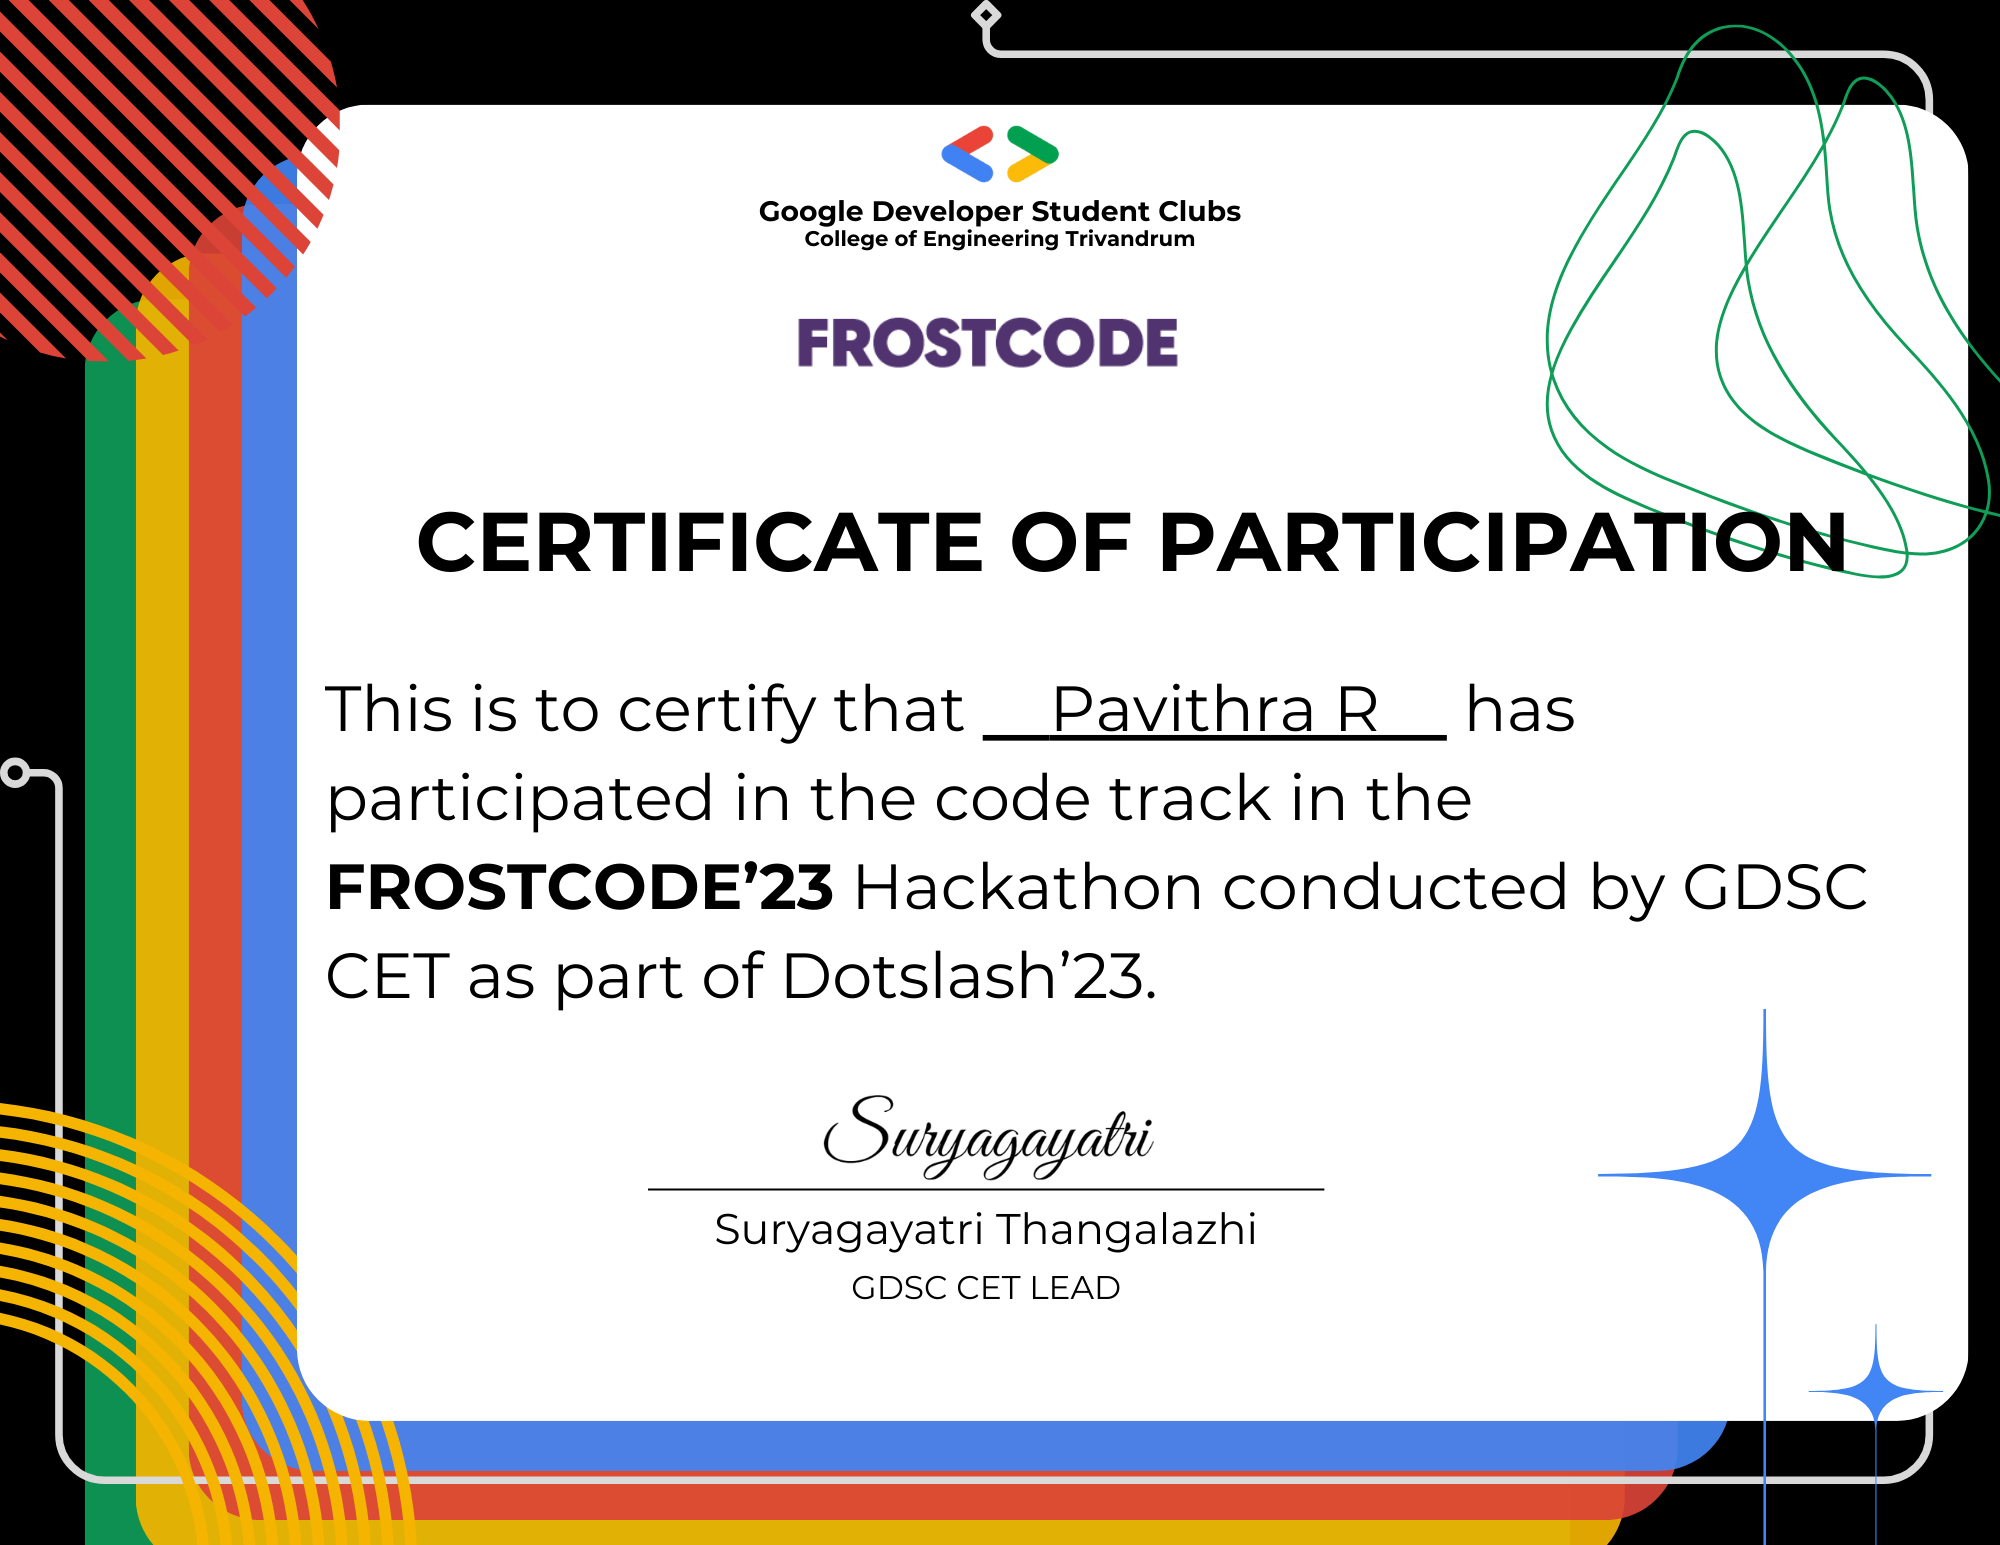 Google Developer Student Clubs
College of Engineering Trivandrum
FROSTCODE
CERTIFICATE OF PARTICIPATION
This is to certify that __Pavithra R__ has
participated in the code track in the
FROSTCODE’23 Hackathon conducted by GDSC
CET as part of Dotslash’23.
Suryagayatri
Suryagayatri Thangalazhi
GDSC CET LEAD